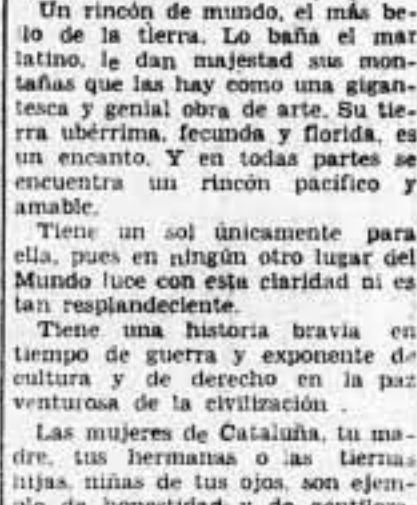 Un rincón de mundo, el más be-
llo de la tierra. Lo baña el mar
latino, le dan majestad sus mon-
tañas que las hay como una gigan-
tesca y genial obra de arte. Su tie-
rra ubérrima, fecunda y florida, es
un encanto. Y en todas partes se
encuentra un rincón pacífico y
amable.
Tiene un sol únicamente para
ella, pues en ningún otro lugar del
Mundo luce con esta claridad ni es
tan resplandeciente.
Tiene una historia bravía en
tiempo de guerra y exponente de
cultura y de derecho en la paz
venturosa de la civilización .
Las mujeres de Cataluña, tu ma-
dre, tus hermanas o las tiernas
hijas, niñas de tus ojos, son ejem-